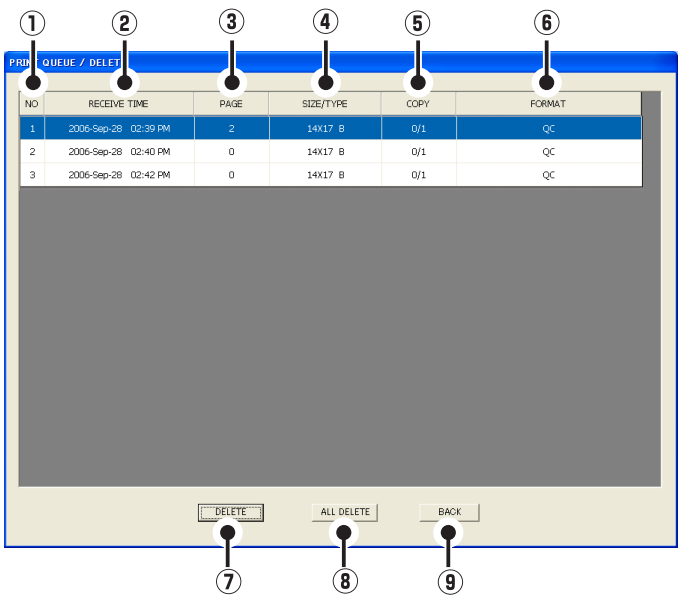 ① ② ③ ④ ⑤ ⑥
PRINT QUEUE / DELETE
NO RECEIVE TIME PAGE SIZE/TYPE COPY FORMAT
1 2006-Sep-28 02:39 PM 2 14X17 B 0/1 QC
2 2006-Sep-28 02:40 PM 0 14X17 B 0/1 QC
3 2006-Sep-28 02:42 PM 0 14X17 B 0/1 QC
DELETE ALL DELETE BACK
⑦ ⑧ ⑨